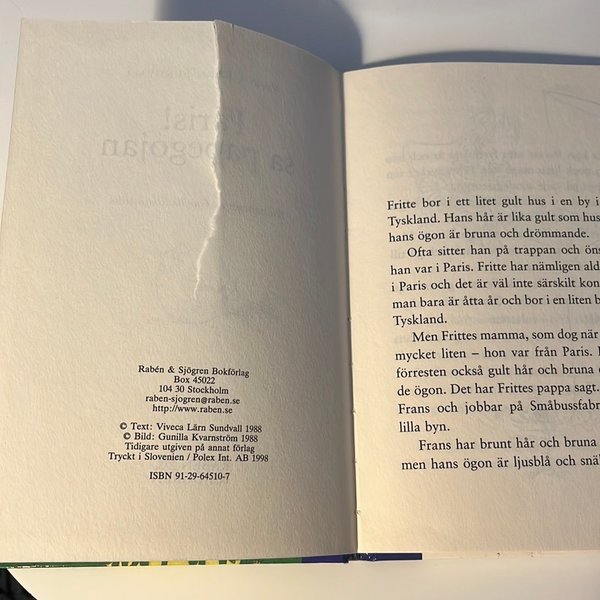 Paris!
sa papegojan
Rabén & Sjögren Bokförlag
Box 45022
104 30 Stockholm
raben-sjogren@raben.se
http://www.raben.se
© Text: Viveca Lärn Sundvall 1988
© Bild: Gunilla Kvarnström 1988
Tidigare utgiven på annat förlag
Tryckt i Slovenien / Polex Int. AB 1998
ISBN 91-29-64510-7
Fritte bor i ett litet gult hus i en by i
Tyskland. Hans hår är lika gult som hus
hans ögon är bruna och drömmande.
Ofta sitter han på trappan och öns
han var i Paris. Fritte har nämligen ald
i Paris och det är väl inte särskilt kon
man bara är åtta år och bor i en liten b
Tyskland.
Men Frittes mamma, som dog när
mycket liten – hon var från Paris. 
förresten också gult hår och bruna 
de ögon. Det har Frittes pappa sagt.
Frans och jobbar på Småbussfabr
lilla byn.
Frans har brunt hår och bruna
men hans ögon är ljusblå och snä